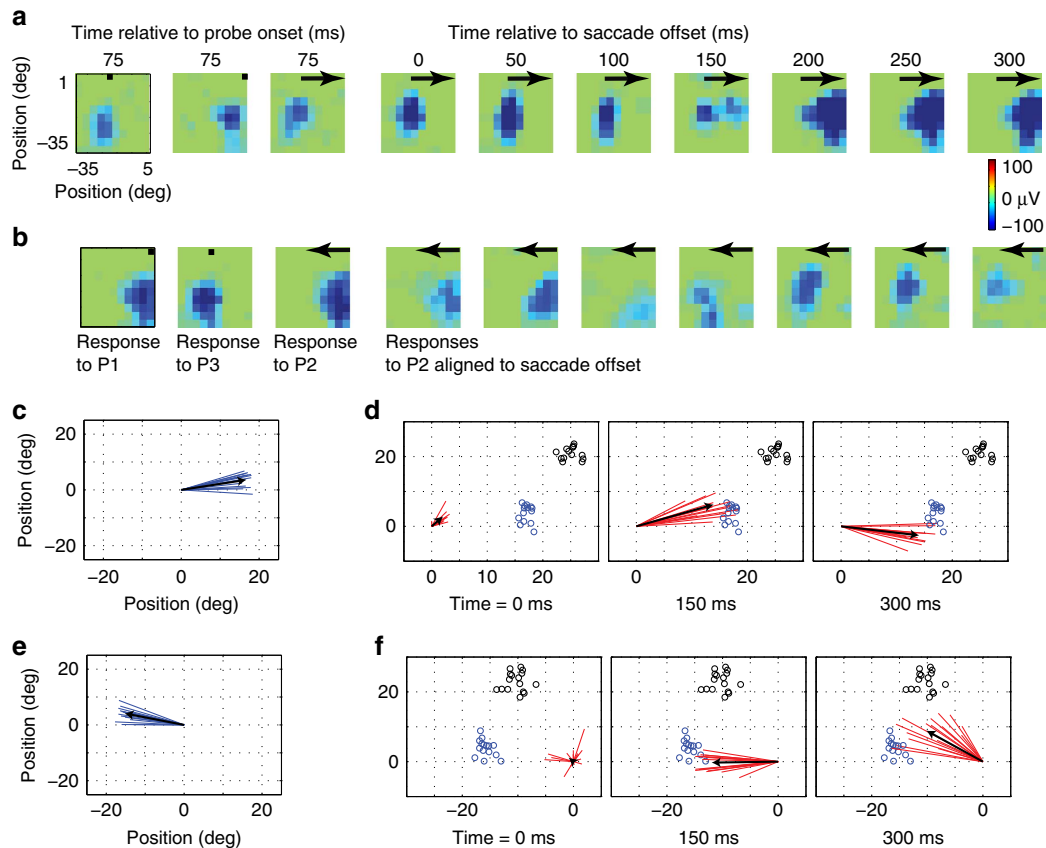 a
Time relative to probe onset (ms)
Time relative to saccade offset (ms)
75 75 75 0 50 100 150 200 250 300
Position (deg)
1
−35
−35 5
Position (deg)
100
0 µV
−100
b
Response to P1
Response to P3
Response to P2
Responses to P2 aligned to saccade offset
c
Position (deg)
20
0
−20
−20 0 20
Position (deg)
d
20
0
0 10 20 0 20 0 20
Time = 0 ms 150 ms 300 ms
e
Position (deg)
20
0
−20
−20 0 20
Position (deg)
f
20
0
−20 0 −20 0 −20 0
Time = 0 ms 150 ms 300 ms